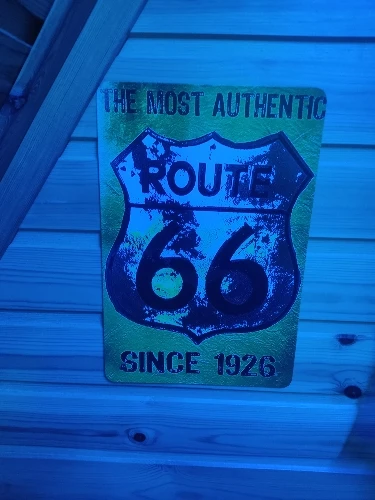 THE MOST AUTHENTIC
ROUTE
66
SINCE 1926